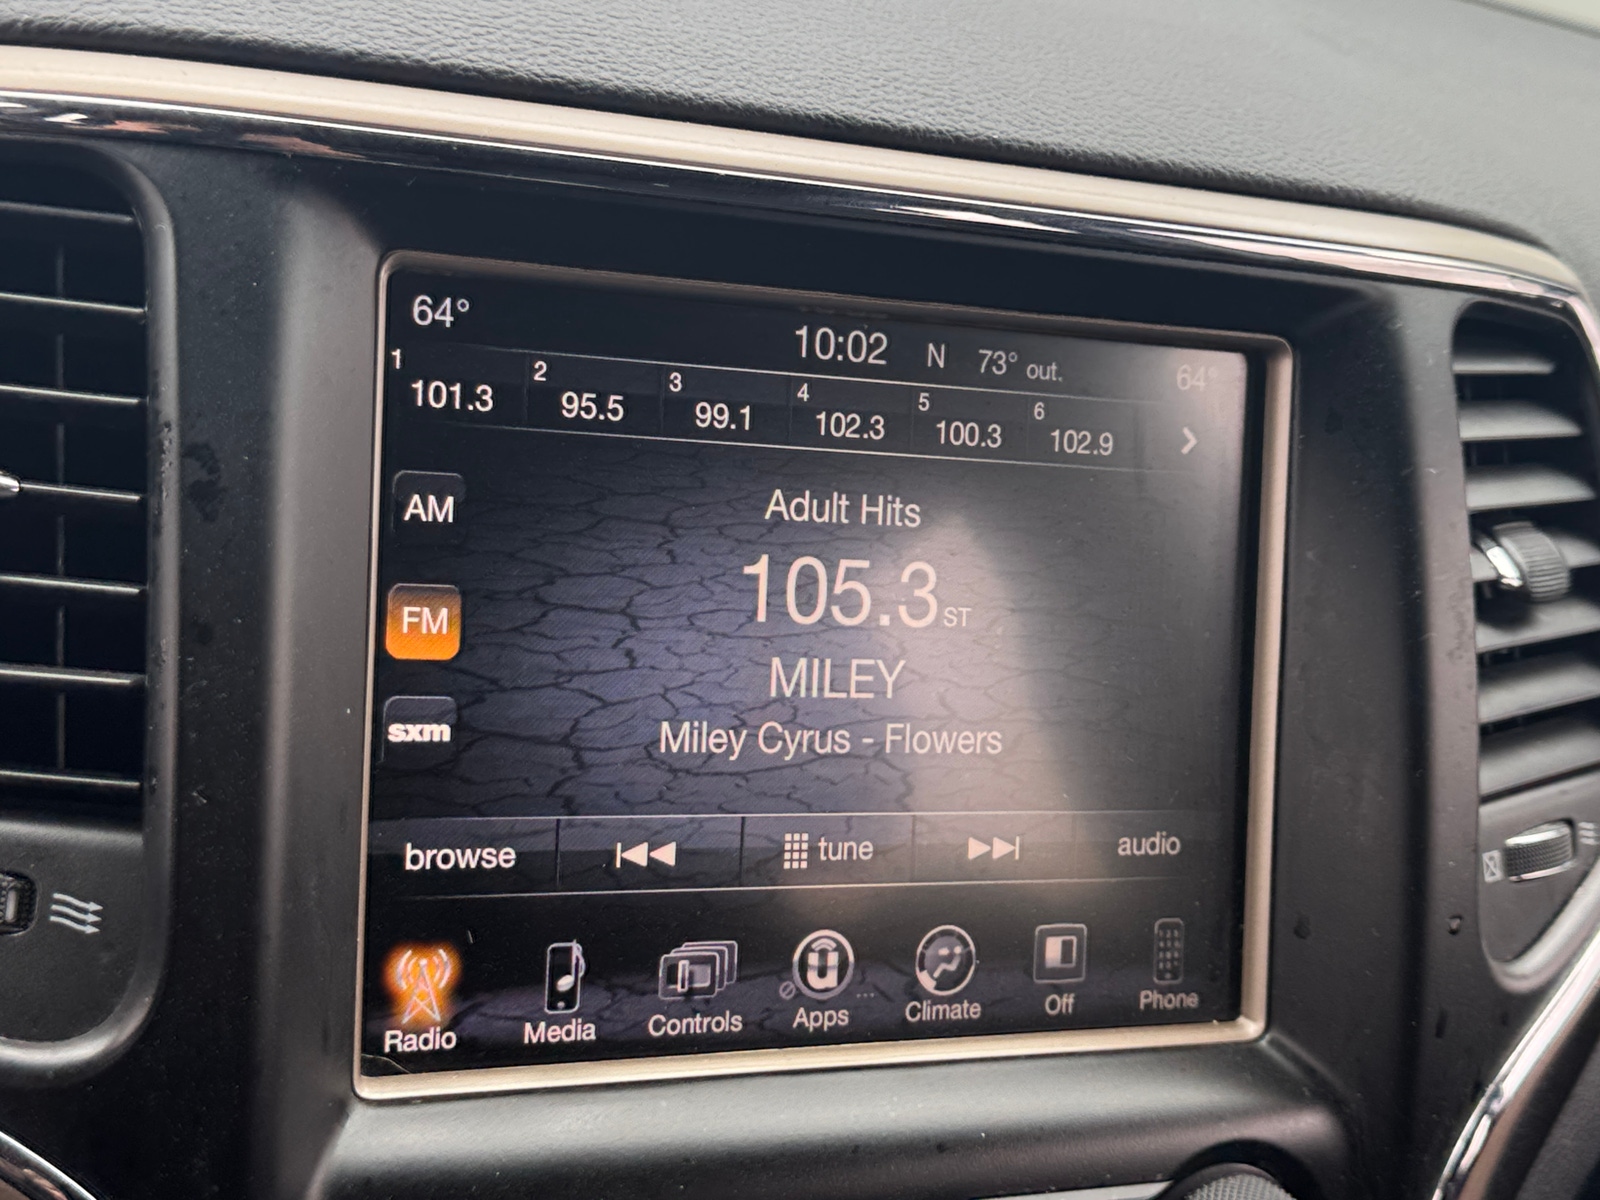 64° 10:02 N 73° out. 64°
1 101.3 2 95.5 3 99.1 4 102.3 5 100.3 6 102.9
AM
Adult Hits
105.3 ST
FM
MILEY
sxm
Miley Cyrus - Flowers
browse tune audio
Radio Media Controls Apps Climate Off Phone